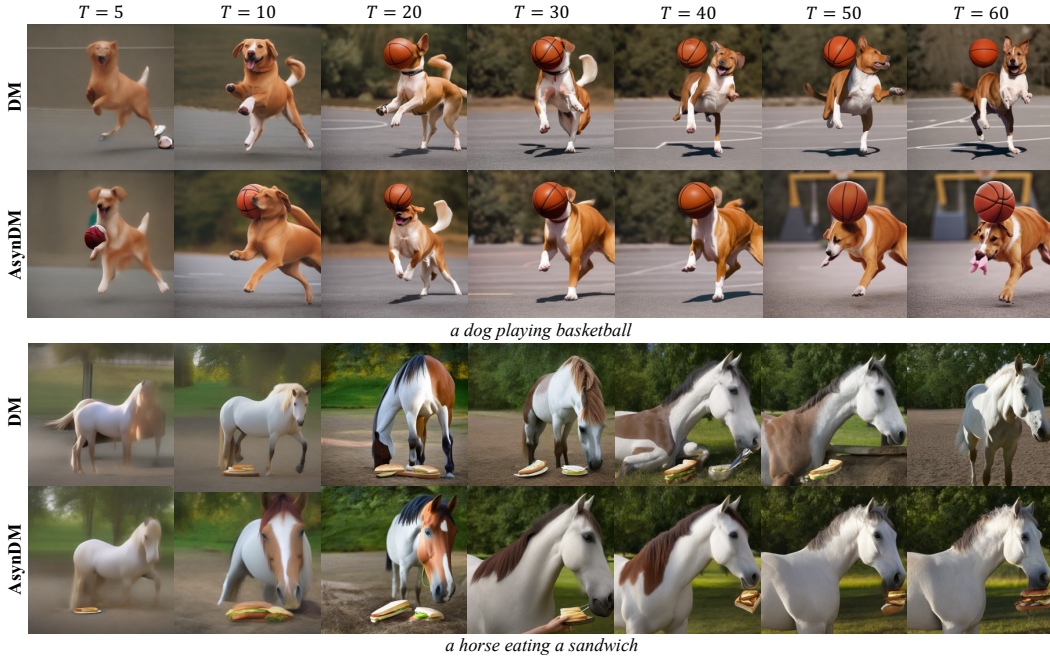 T = 5 T = 10 T = 20 T = 30 T = 40 T = 50 T = 60
DM
AsynDM
a dog playing basketball
DM
AsynDM
a horse eating a sandwich